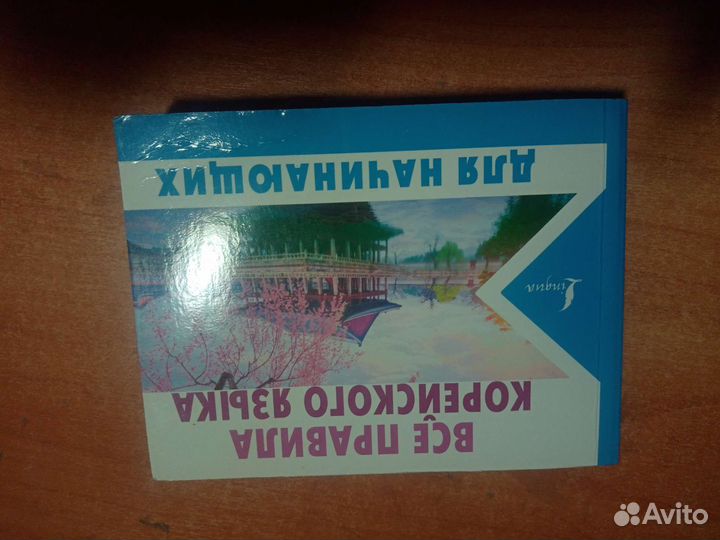 ВСЕ ПРАВИЛА
КОРЕЙСКОГО ЯЗЫКА
Lingua
ДЛЯ НАЧИНАЮЩИХ
Avito